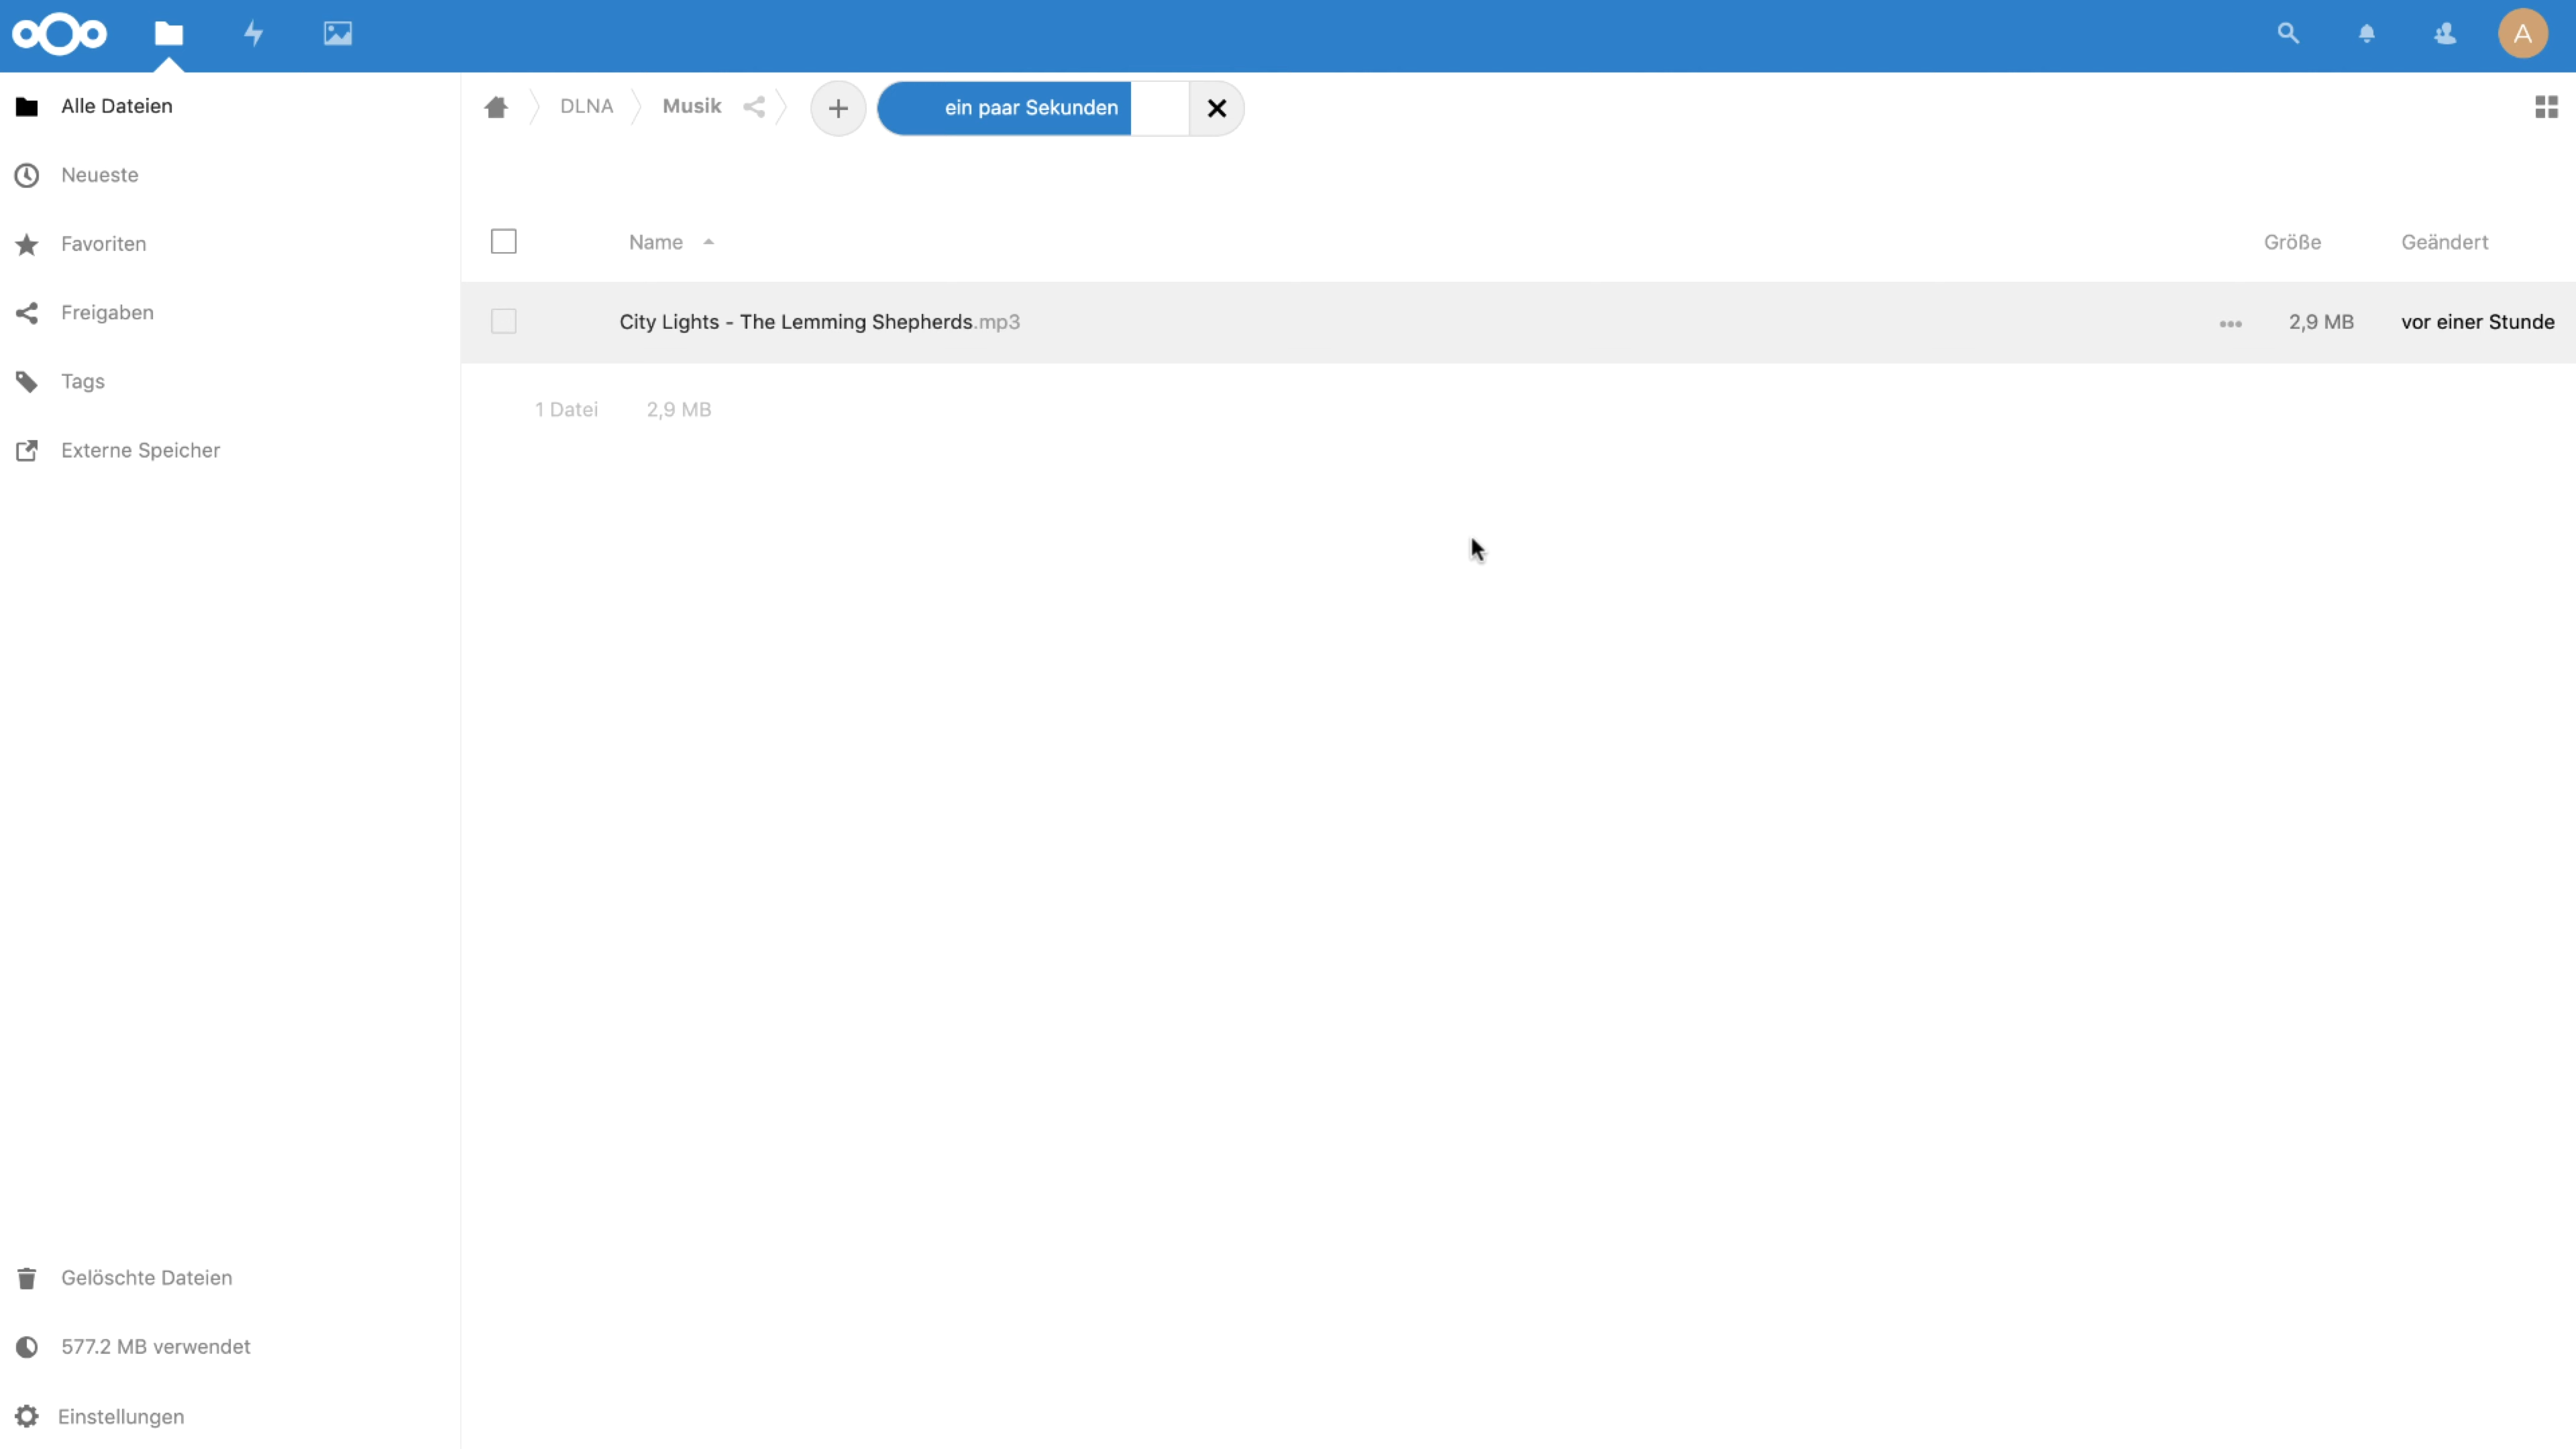 A
Alle Dateien
DLNA
Musik
ein paar Sekunden
Neueste
Favoriten
Freigaben
Tags
Externe Speicher
Name
Größe
Geändert
City Lights - The Lemming Shepherds.mp3
2,9 MB
vor einer Stunde
1 Datei
2,9 MB
Gelöschte Dateien
577.2 MB verwendet
Einstellungen